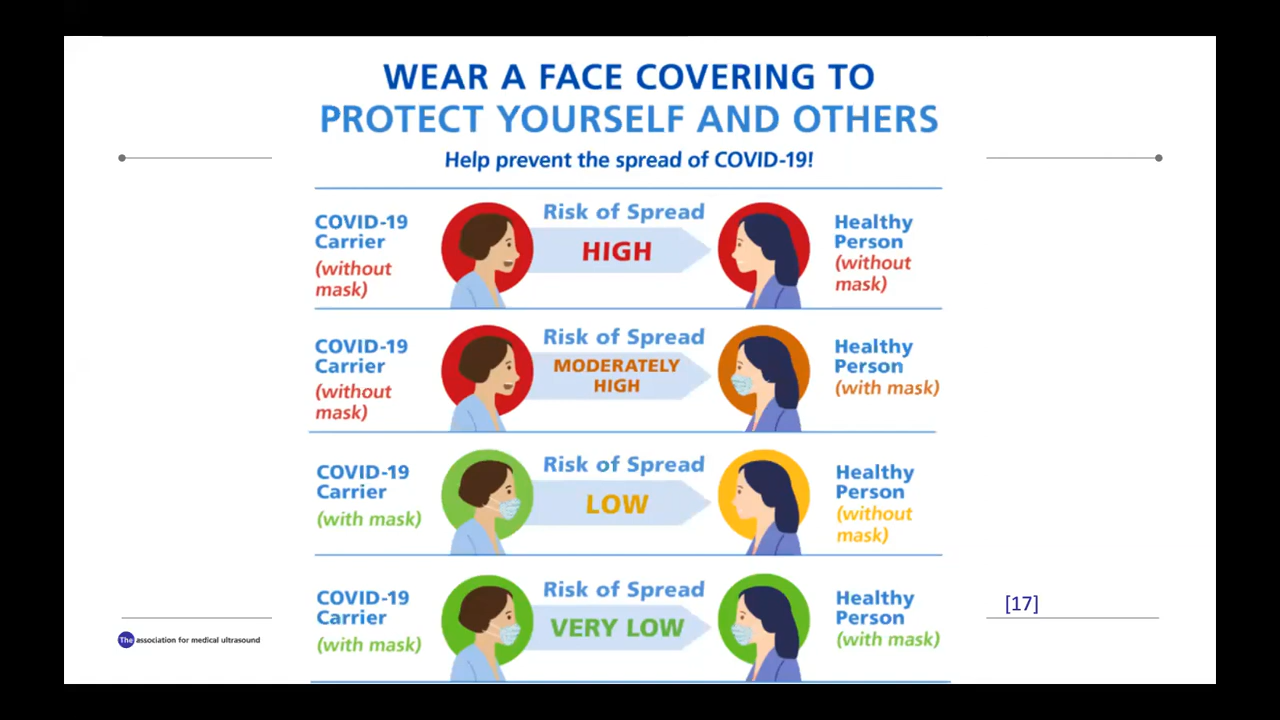 WEAR A FACE COVERING TO
PROTECT YOURSELF AND OTHERS
Help prevent the spread of COVID-19!
COVID-19
Carrier
(without
mask)
Risk of Spread
HIGH
Healthy
Person
(without
mask)
COVID-19
Carrier
(without
mask)
Risk of Spread
MODERATELY
HIGH
Healthy
Person
(with mask)
COVID-19
Carrier
(with mask)
Risk of Spread
LOW
Healthy
Person
(without
mask)
COVID-19
Carrier
(with mask)
Risk of Spread
VERY LOW
Healthy
Person
(with mask)
[17]
The association for medical ultrasound